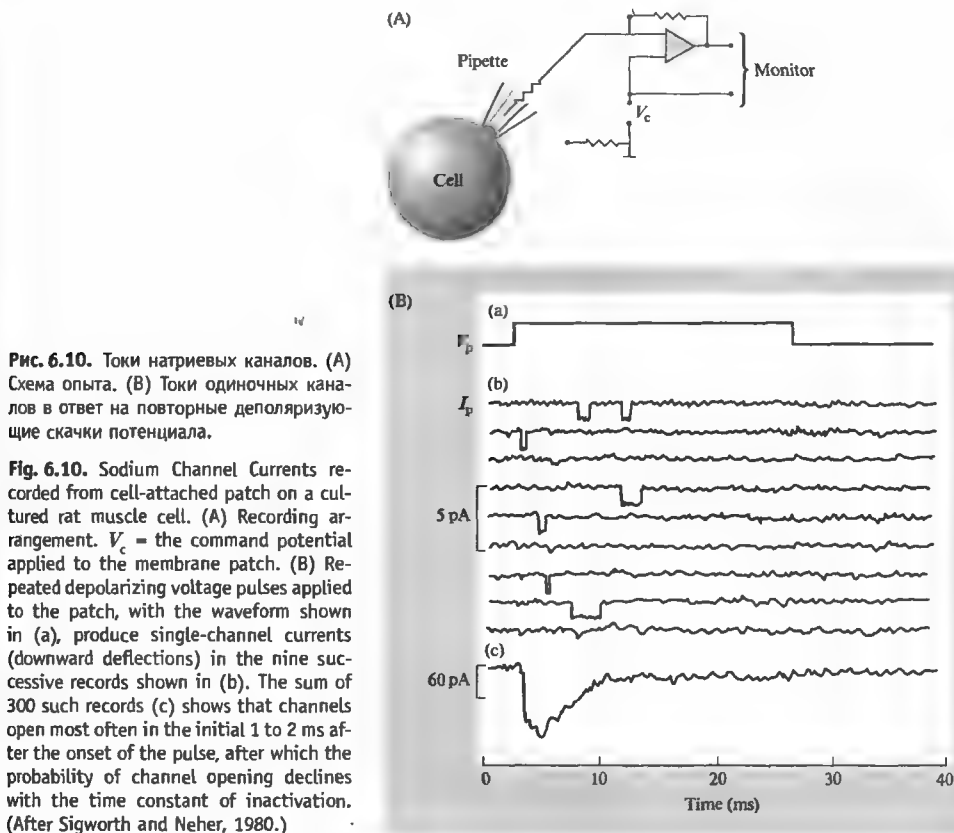 (A)
Pipette
Monitor
V_c
Cell
(B)
(a)
V_p
(b)
I_p
5 pA
(c)
60 pA
0 10 20 30 40
Time (ms)
Рис. 6.10. Токи натриевых каналов. (А)
Схема опыта. (В) Токи одиночных кана-
лов в ответ на повторные деполяризую-
щие скачки потенциала.
Fig. 6.10. Sodium Channel Currents re-
corded from cell-attached patch on a cul-
tured rat muscle cell. (A) Recording ar-
rangement. V_c = the command potential
applied to the membrane patch. (B) Re-
peated depolarizing voltage pulses applied
to the patch, with the waveform shown
in (a), produce single-channel currents
(downward deflections) in the nine suc-
cessive records shown in (b). The sum of
300 such records (c) shows that channels
open most often in the initial 1 to 2 ms af-
ter the onset of the pulse, after which the
probability of channel opening declines
with the time constant of inactivation.
(After Sigworth and Neher, 1980.)